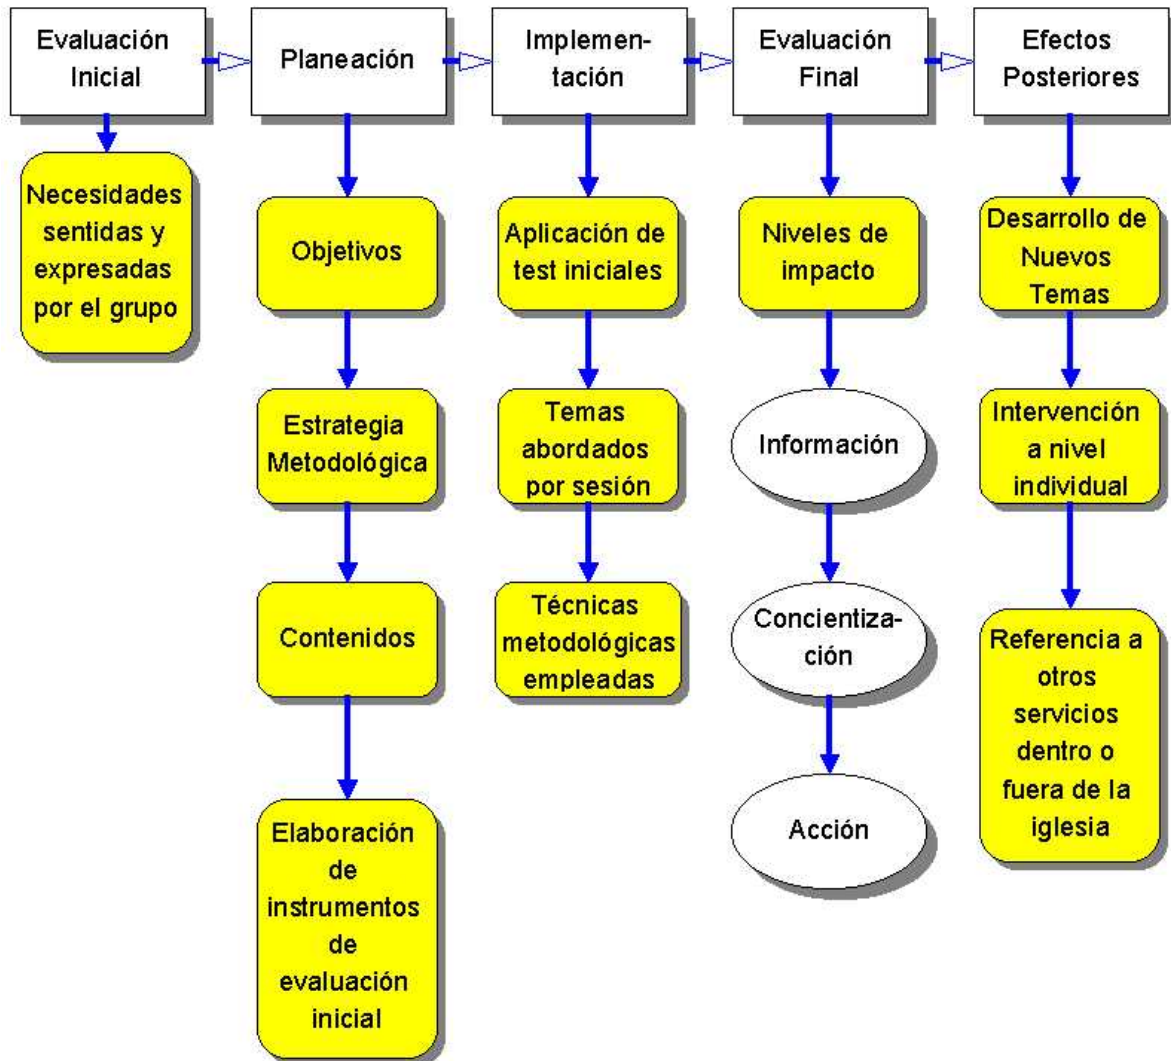 Evaluación
Inicial
Planeación
Implemen-
tación
Evaluación
Final
Efectos
Posteriores
Necesidades
sentidas y
expresadas
por el grupo
Objetivos
Estrategia
Metodológica
Contenidos
Elaboración
de
instrumentos
de
evaluación
inicial
Aplicación de
test iniciales
Temas
abordados
por sesión
Técnicas
metodológicas
empleadas
Niveles de
impacto
Información
Concientiza-
ción
Acción
Desarrollo de
Nuevos
Temas
Intervención
a nivel
individual
Referencia a
otros
servicios
dentro o
fuera de la
iglesia